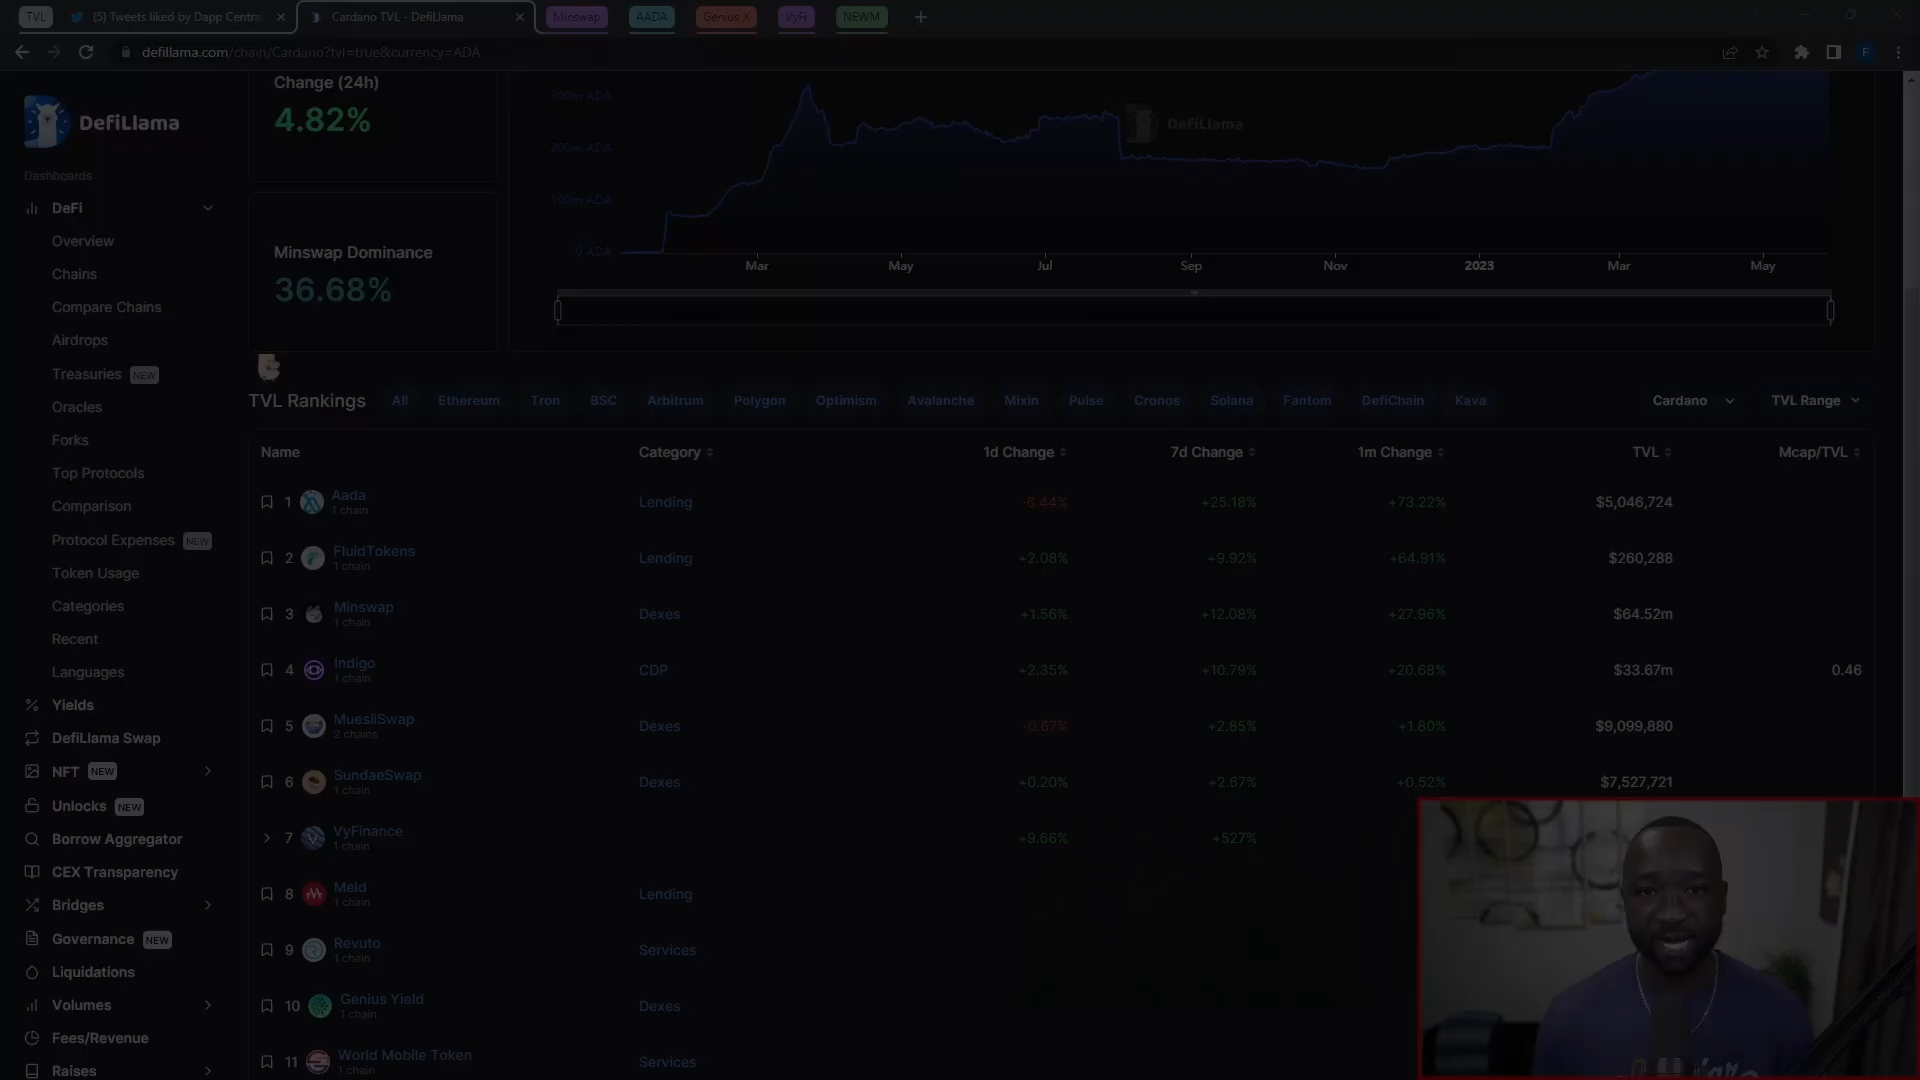 TVL
(5) Tweets liked by Dapp Central
Cardano TVL - DefiLlama
Minswap
AADA
Genius X
VyFi
NEWM
defillama.com/chain/Cardano?tvl=true&currency=ADA
F
DefiLlama
Dashboards
DeFi
Overview
Chains
Compare Chains
Airdrops
Treasuries NEW
Oracles
Forks
Top Protocols
Comparison
Protocol Expenses NEW
Token Usage
Categories
Recent
Languages
Yields
DefiLlama Swap
NFT NEW
Unlocks NEW
Borrow Aggregator
CEX Transparency
Bridges
Governance NEW
Liquidations
Volumes
Fees/Revenue
Raises
Change (24h)
4.82%
Minswap Dominance
36.68%
300m ADA
200m ADA
100m ADA
0 ADA
DefiLlama
Mar May Jul Sep Nov 2023 Mar May
TVL Rankings All Ethereum Tron BSC Arbitrum Polygon Optimism Avalanche Mixin Pulse Cronos Solana Fantom DefiChain Kava Cardano TVL Range
Name Category 1d Change 7d Change 1m Change TVL Mcap/TVL
1 Aada Lending -6.44% +25.18% +73.22% $5,046,724
1 chain
2 FluidTokens Lending +2.08% +9.92% +64.91% $260,288
1 chain
3 Minswap Dexes +1.56% +12.08% +27.96% $64.52m
1 chain
4 Indigo CDP +2.35% +10.79% +20.68% $33.67m 0.46
1 chain
5 MuesliSwap Dexes -0.67% +2.85% +1.80% $9,099,880
2 chains
6 SundaeSwap Dexes +0.20% +2.67% +0.52% $7,527,721
1 chain
7 VyFinance +9.66% +527%
1 chain
8 Meld Lending
1 chain
9 Revuto Services
1 chain
10 Genius Yield Dexes
1 chain
11 World Mobile Token Services
1 chain